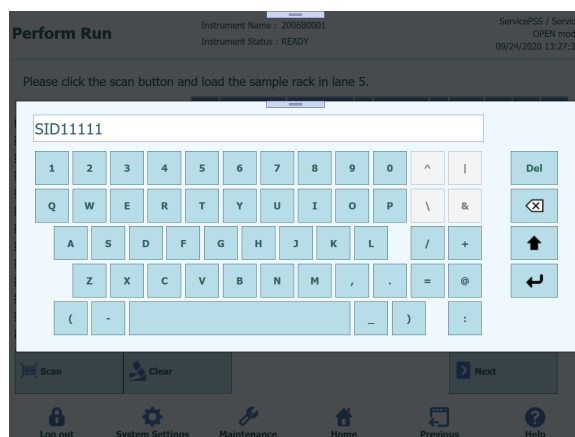 Perform Run
Instrument Name : 200680001
Instrument Status : READY
ServicePSS / Servic
OPEN mod
09/24/2020 13:27:3
Please click the scan button and load the sample rack in lane 5.
SID11111
1 2 3 4 5 6 7 8 9 0 ^ | Del
Q W E R T Y U I O P \ &
A S D F G H J K L / +
Z X C V B N M , . = @
( - _ ) :
Scan Clear Next
Log out System Settings Maintenance Home Previous Help